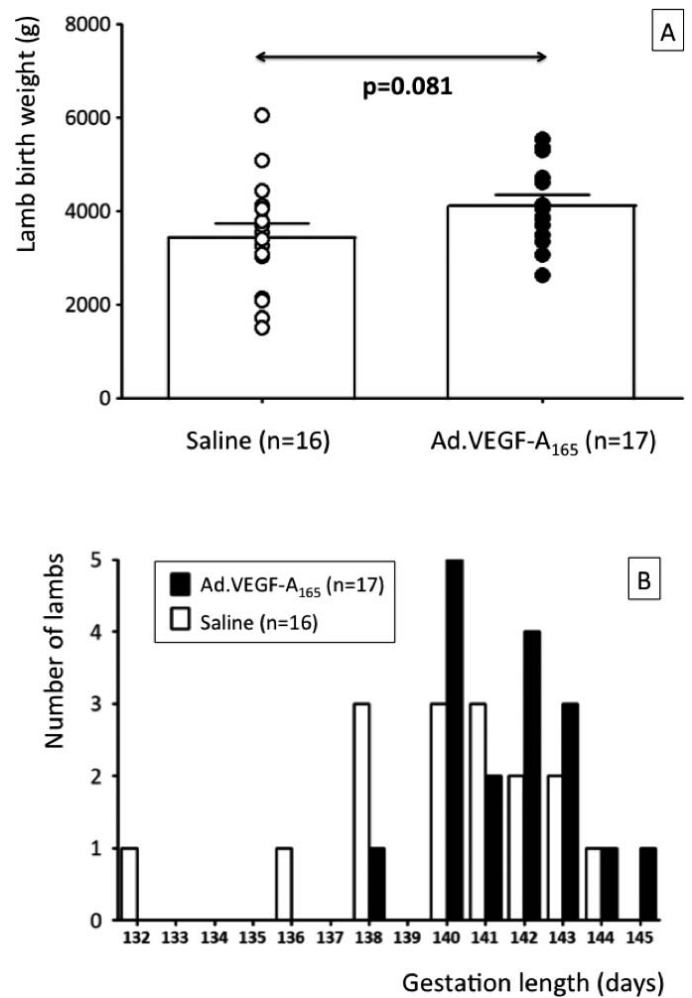 A
Lamb birth weight (g)
8000
6000
4000
2000
0
p=0.081
Saline (n=16)
Ad.VEGF-A₁₆₅ (n=17)
B
Number of lambs
5
4
3
2
1
0
Ad.VEGF-A₁₆₅ (n=17)
Saline (n=16)
132 133 134 135 136 137 138 139 140 141 142 143 144 145
Gestation length (days)